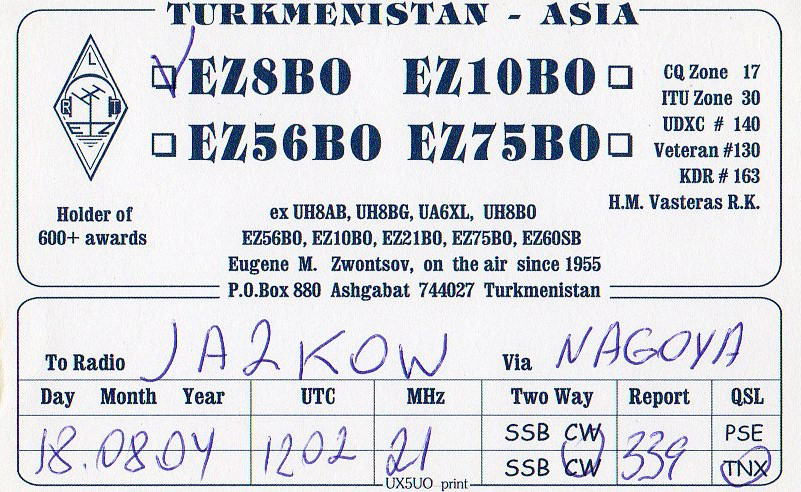 TURKMENISTAN - ASIA
EZ8BO EZ10BO
EZ56BO EZ75BO
CQ Zone 17
ITU Zone 30
UDXC # 140
Veteran #130
KDR # 163
H.M. Vasteras R.K.
L
R
Holder of
600+ awards
ex UH8AB, UH8BG, UA6XL, UH8BO
EZ56BO, EZ10BO, EZ21BO, EZ75BO, EZ60SB
Eugene M. Zwontsov, on the air since 1955
P.O.Box 880 Ashgabat 744027 Turkmenistan
To Radio JA2KOW Via NAGOYA
Day Month Year UTC MHz Two Way Report QSL
18.08.04 1202 21 SSB CW 339 PSE
SSB CW TNX
UX5UO print